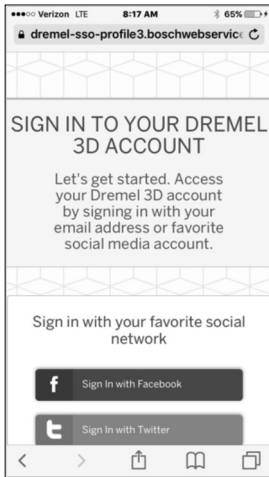 Verizon LTE 8:17 AM 65%
dremel-sso-profile3.boschwebservic
SIGN IN TO YOUR DREMEL
3D ACCOUNT
Let's get started. Access
your Dremel 3D account
by signing in with your
email address or favorite
social media account.
Sign in with your favorite social
network
f Sign In with Facebook
t Sign In with Twitter